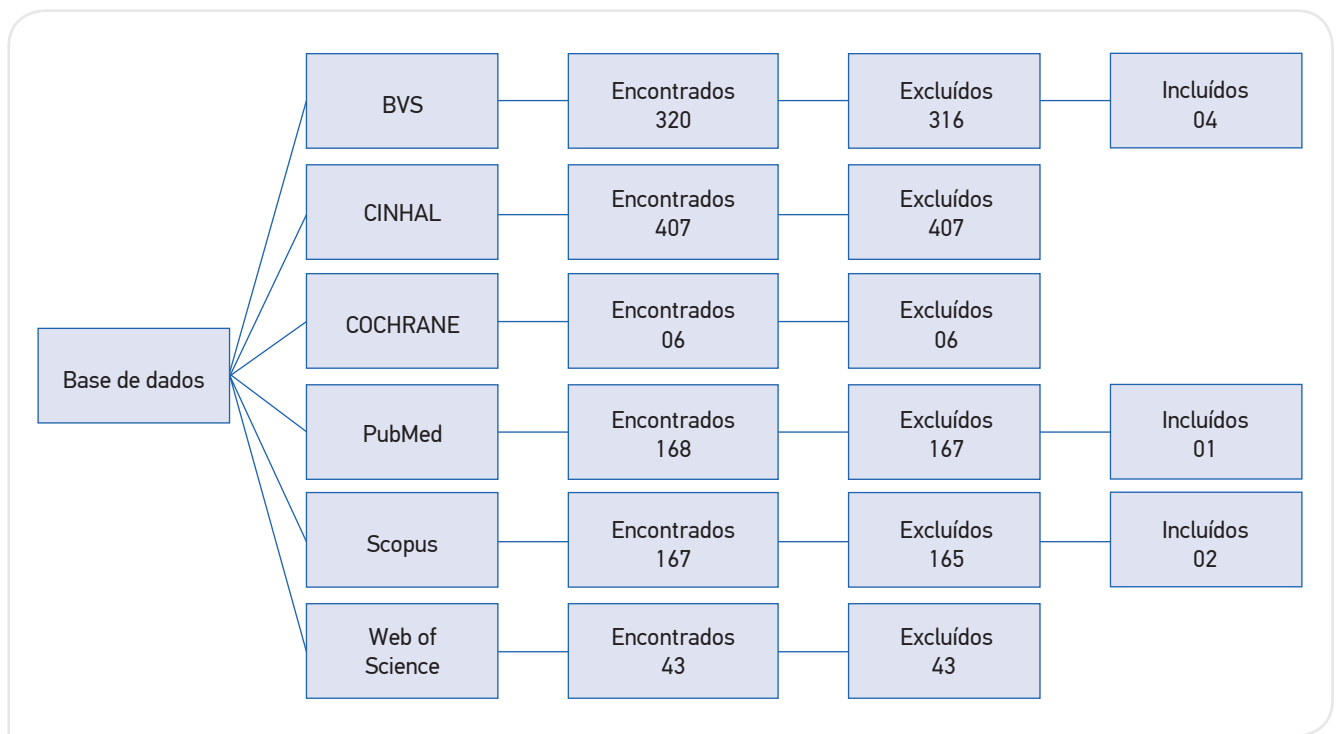 BVS
Encontrados
320
Excluídos
316
Incluídos
04
CINHAL
Encontrados
407
Excluídos
407
COCHRANE
Encontrados
06
Excluídos
06
Base de dados
PubMed
Encontrados
168
Excluídos
167
Incluídos
01
Scopus
Encontrados
167
Excluídos
165
Incluídos
02
Web of
Science
Encontrados
43
Excluídos
43